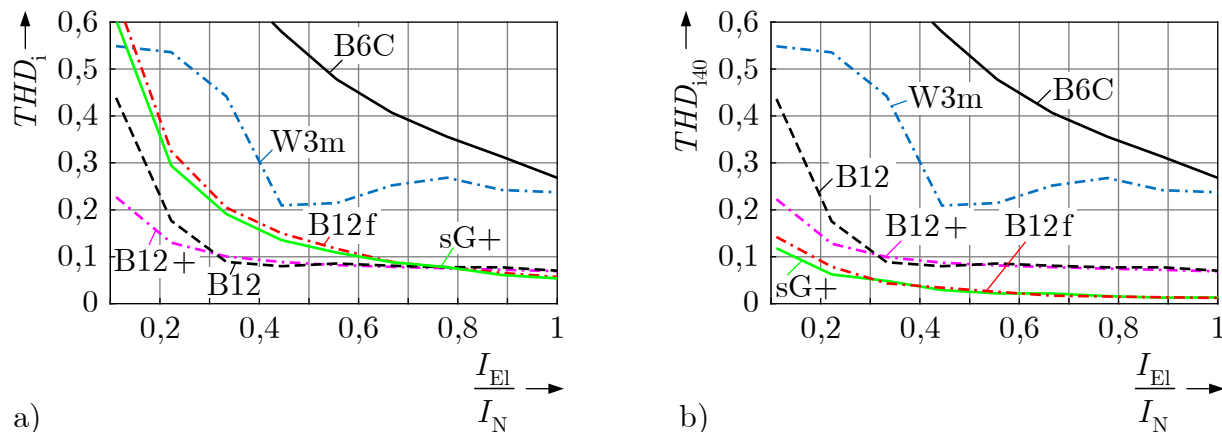 THD_i
0,6
0,5
0,4
0,3
0,2
0,1
0
B6C
W3m
B12f
sG+
B12+
B12
0,2 0,4 0,6 0,8 1
I_El
I_N
a)
THD_i40
0,6
0,5
0,4
0,3
0,2
0,1
0
B6C
W3m
B12
B12+ B12f
sG+
0,2 0,4 0,6 0,8 1
I_El
I_N
b)